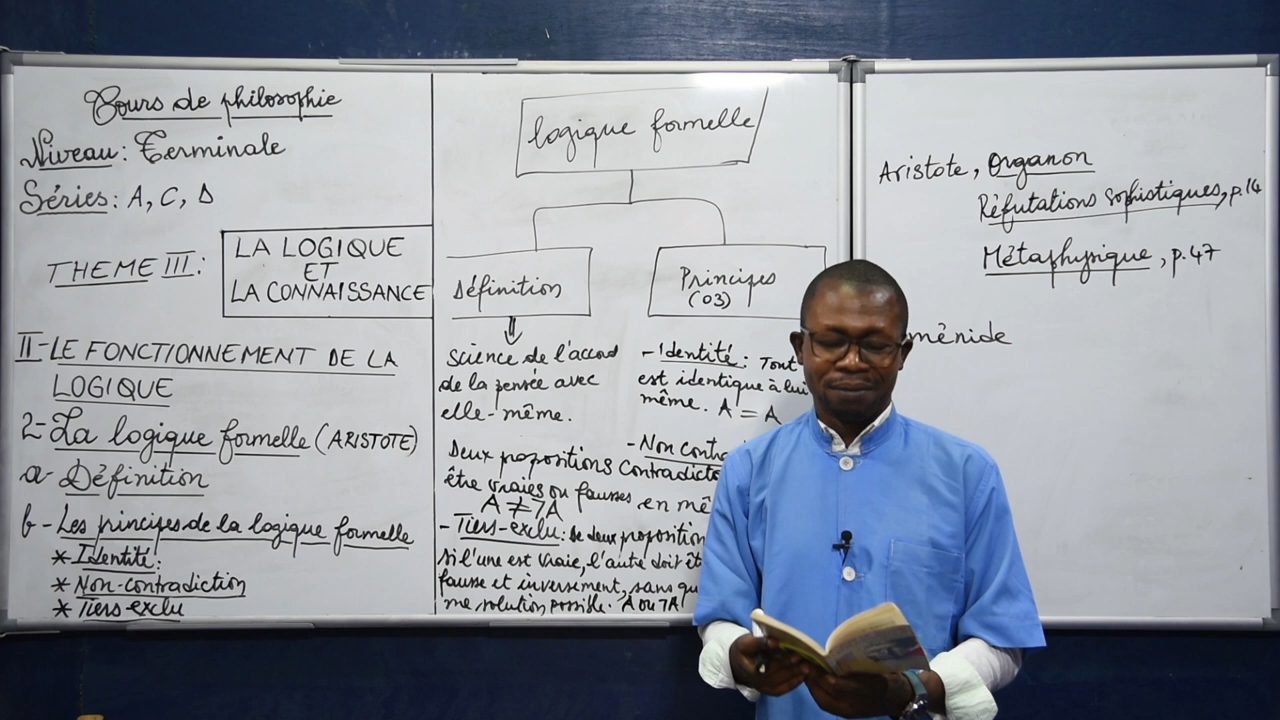 Cours de philosophie
Niveau : Terminale
Séries : A, C, D
THEME III :
LA LOGIQUE
ET
LA CONNAISSANCE
II- LE FONCTIONNEMENT DE LA
LOGIQUE
2- La logique formelle (ARISTOTE)
a- Définition
b- Les principes de la logique formelle
* Identité :
* Non-contradiction
* Tiers exclu
logique formelle
Définition
Science de l'accord
de la pensée avec
elle-même.
Principes
(03)
- Identité : Tout
est identique à lui
même. A = A
- Non contra
Deux propositions contradicto
être vraies ou fausses en mê
A ≠ ┐A
- Tiers-exclu : De deux proposition
si l'une est vraie, l'autre doit êt
fausse et inversement, sans qu
me solution possible. A ou ┐A
Aristote, Organon
Réfutations sophistiques, p.14
Métaphysique, p.47
ménide